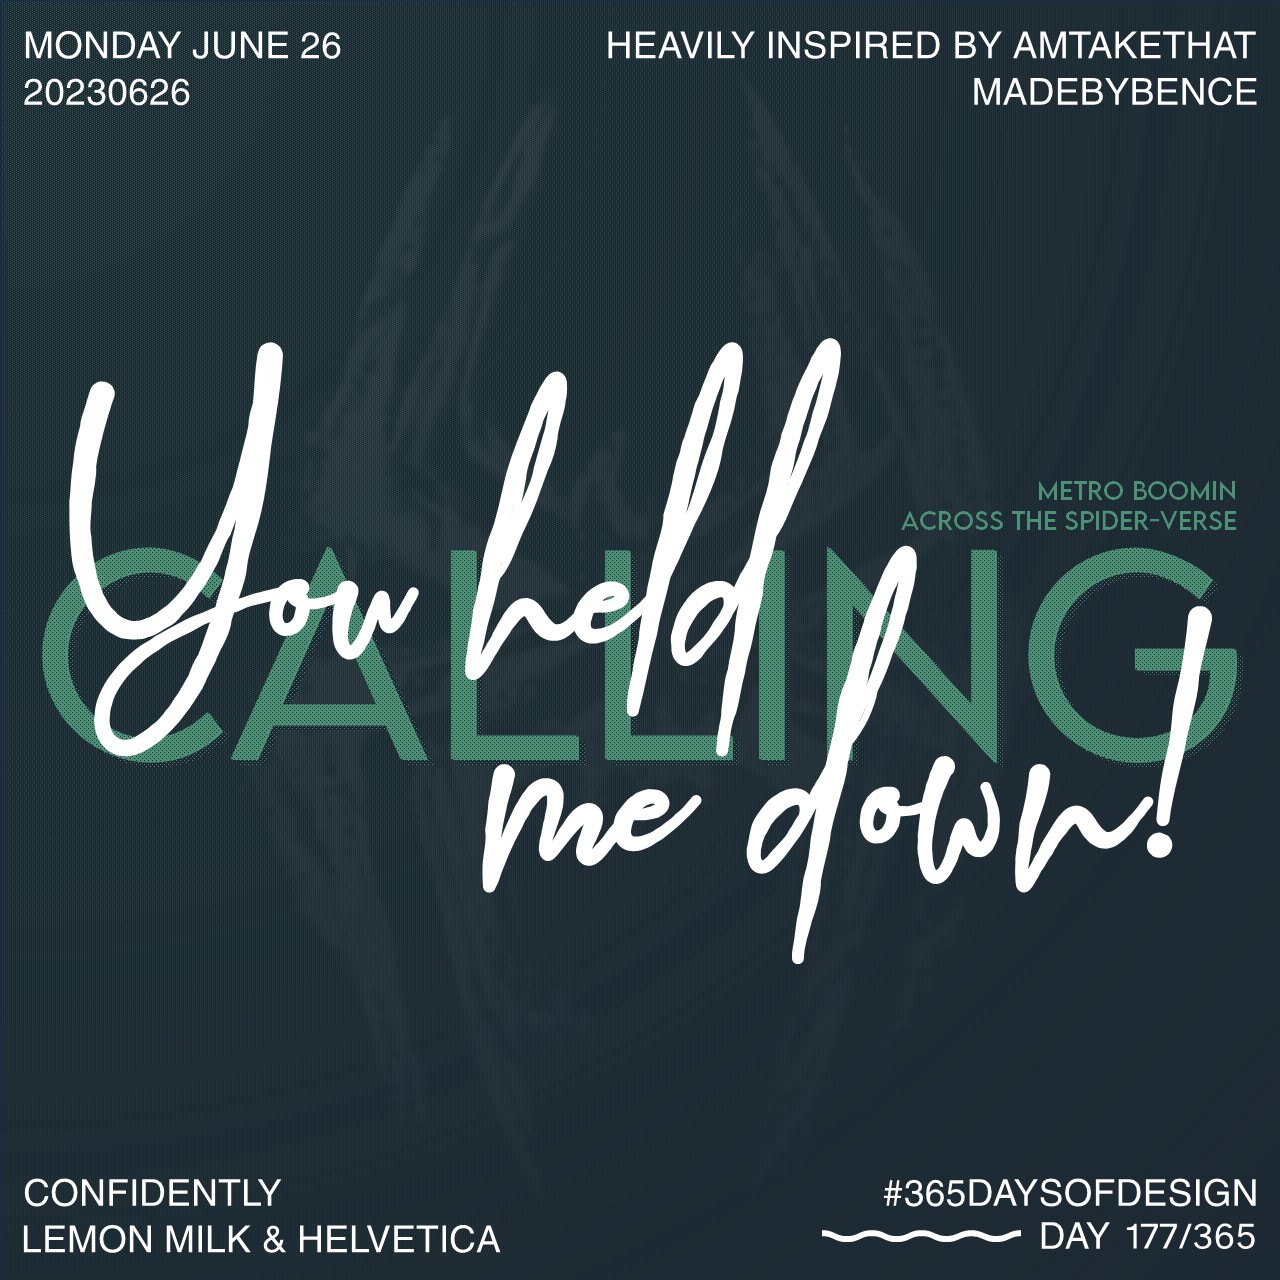 MONDAY JUNE 26
20230626
HEAVILY INSPIRED BY AMTAKETHAT
MADEBYBENCE
METRO BOOMIN
ACROSS THE SPIDER-VERSE
CALLING
You held
me down!
CONFIDENTLY
LEMON MILK & HELVETICA
#365DAYSOFDESIGN
DAY 177/365